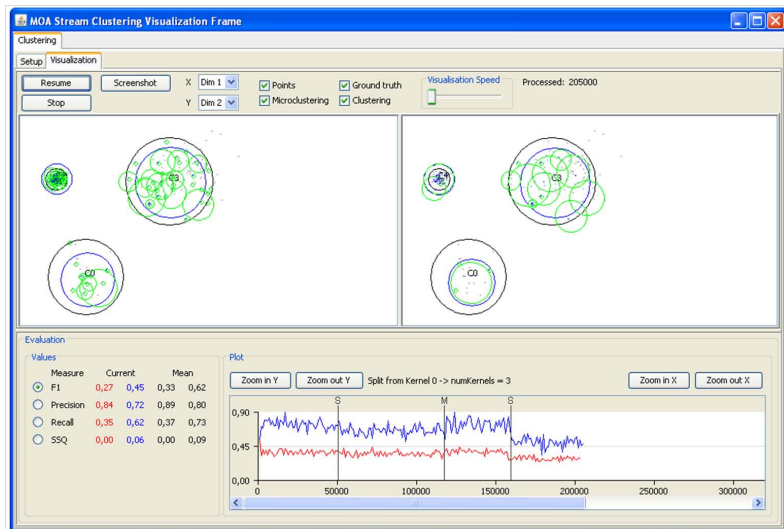 MOA Stream Clustering Visualization Frame
Clustering
Setup Visualization
Resume Screenshot X Dim 1 Points Ground truth Visualisation Speed Processed: 205000
Stop Y Dim 2 Microclustering Clustering
C3 C3
C0 C0
Evaluation
Values
Measure Current Mean
F1 0,27 0,45 0,33 0,62
Precision 0,84 0,72 0,89 0,80
Recall 0,35 0,62 0,37 0,73
SSQ 0,00 0,06 0,00 0,09
Plot
Zoom in Y Zoom out Y Split from Kernel 0 -> numKernels = 3 Zoom in X Zoom out X
S M S
0,90
0,45
0,00
0 50000 100000 150000 200000 250000 300000